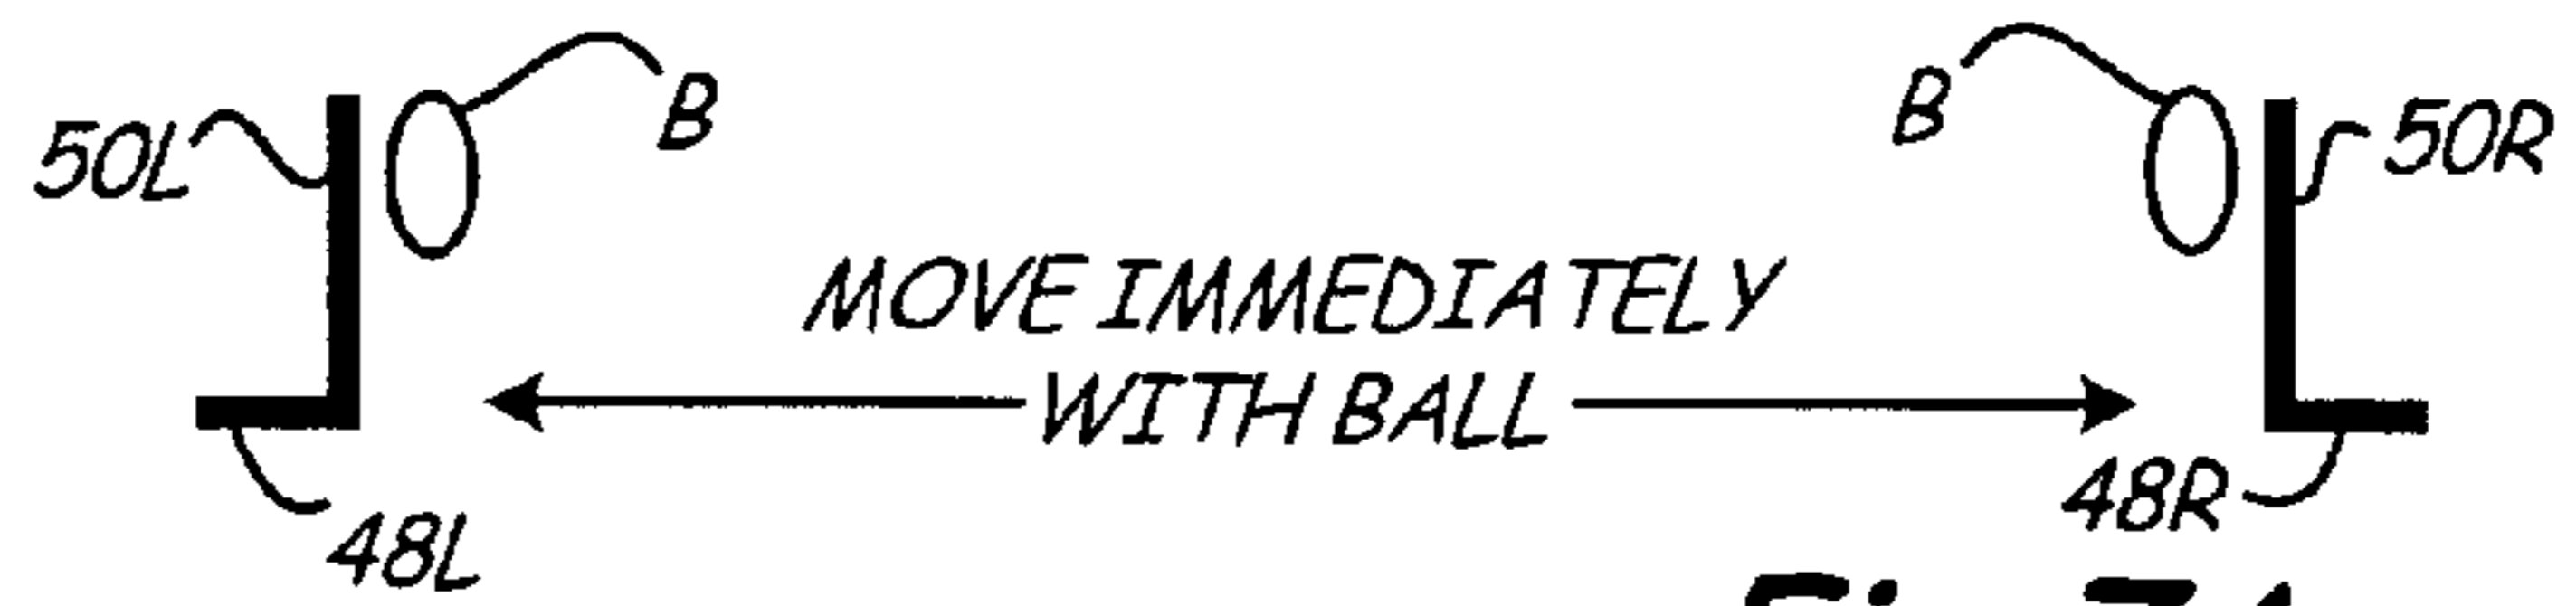 B
B
50L
50R
MOVE IMMEDIATELY
WITH BALL
48R
48L